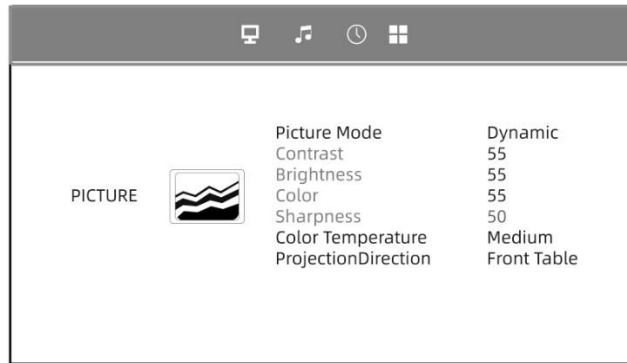 PICTURE
Picture Mode Dynamic
Contrast 55
Brightness 55
Color 55
Sharpness 50
Color Temperature Medium
ProjectionDirection Front Table